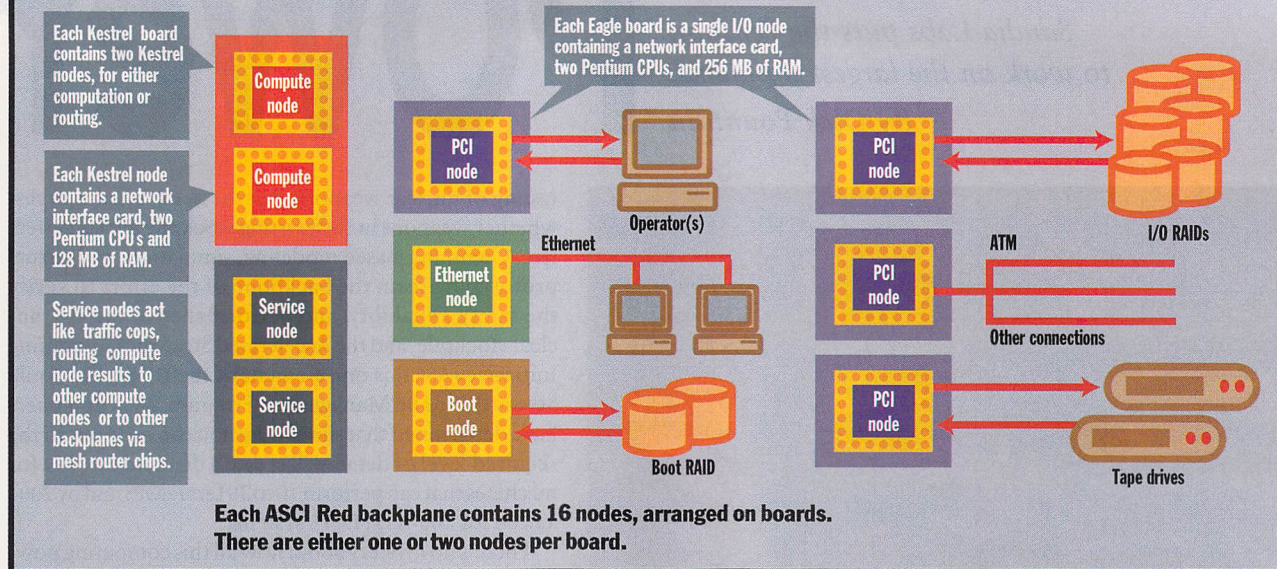 Each Kestrel board
contains two Kestrel
nodes, for either
computation or
routing.
Each Kestrel node
contains a network
interface card, two
Pentium CPUs and
128 MB of RAM.
Service nodes act
like traffic cops,
routing compute
node results to
other compute
nodes or to other
backplanes via
mesh router chips.
Compute
node
Compute
node
Service
node
Service
node
Each Eagle board is a single I/O node
containing a network interface card,
two Pentium CPUs, and 256 MB of RAM.
PCI
node
Operator(s)
Ethernet
Ethernet
node
Boot
node
Boot RAID
PCI
node
I/O RAIDs
PCI
node
ATM
Other connections
PCI
node
Tape drives
Each ASCI Red backplane contains 16 nodes, arranged on boards.
There are either one or two nodes per board.